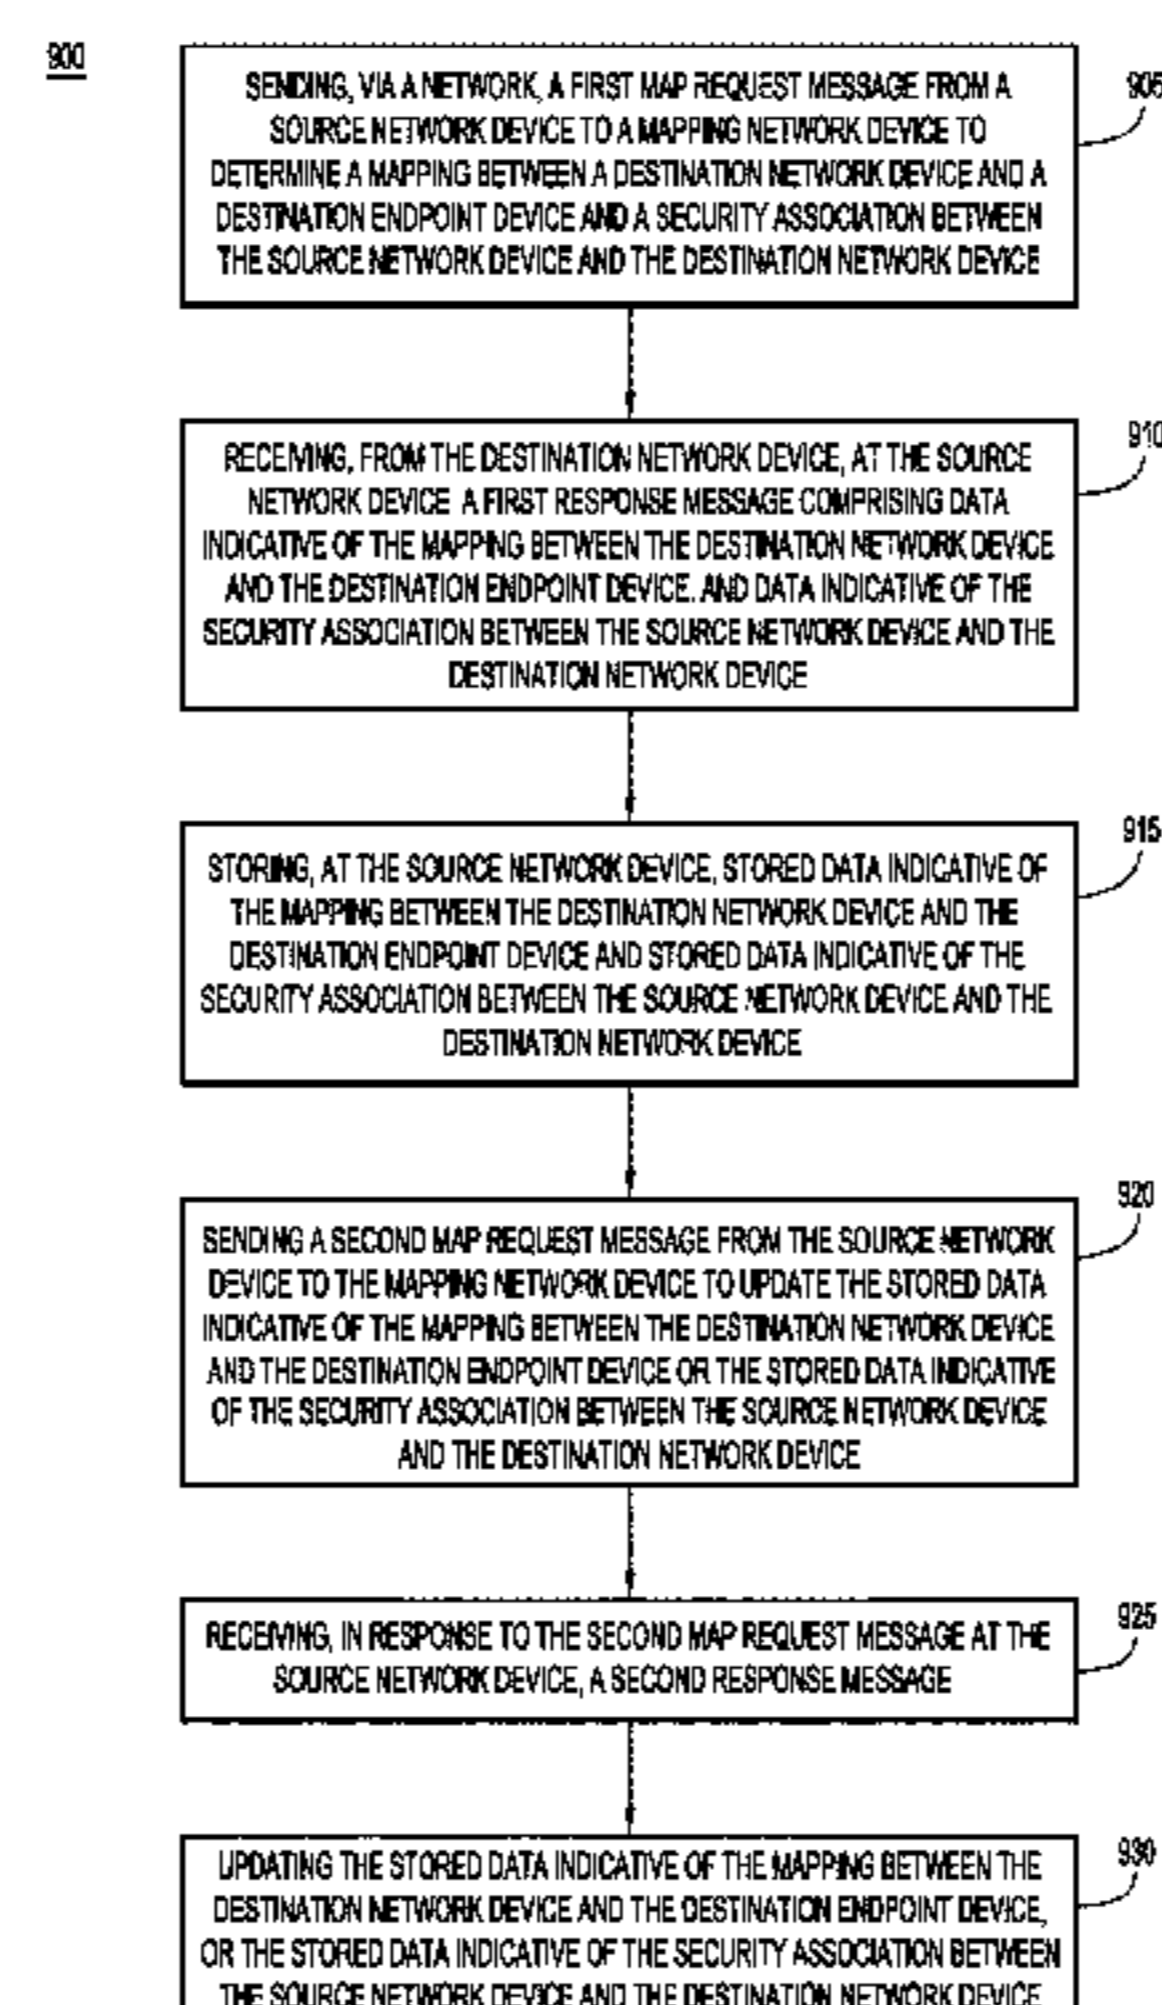 900
SENDING, VIA A NETWORK, A FIRST MAP REQUEST MESSAGE FROM A
SOURCE NETWORK DEVICE TO A MAPPING NETWORK DEVICE TO
DETERMINE A MAPPING BETWEEN A DESTINATION NETWORK DEVICE AND A
DESTINATION ENDPOINT DEVICE AND A SECURITY ASSOCIATION BETWEEN
THE SOURCE NETWORK DEVICE AND THE DESTINATION NETWORK DEVICE
905
RECEIVING, FROM THE DESTINATION NETWORK DEVICE, AT THE SOURCE
NETWORK DEVICE A FIRST RESPONSE MESSAGE COMPRISING DATA
INDICATIVE OF THE MAPPING BETWEEN THE DESTINATION NETWORK DEVICE
AND THE DESTINATION ENDPOINT DEVICE. AND DATA INDICATIVE OF THE
SECURITY ASSOCIATION BETWEEN THE SOURCE NETWORK DEVICE AND THE
DESTINATION NETWORK DEVICE
910
STORING, AT THE SOURCE NETWORK DEVICE, STORED DATA INDICATIVE OF
THE MAPPING BETWEEN THE DESTINATION NETWORK DEVICE AND THE
DESTINATION ENDPOINT DEVICE AND STORED DATA INDICATIVE OF THE
SECURITY ASSOCIATION BETWEEN THE SOURCE NETWORK DEVICE AND THE
DESTINATION NETWORK DEVICE
915
SENDING A SECOND MAP REQUEST MESSAGE FROM THE SOURCE NETWORK
DEVICE TO THE MAPPING NETWORK DEVICE TO UPDATE THE STORED DATA
INDICATIVE OF THE MAPPING BETWEEN THE DESTINATION NETWORK DEVICE
AND THE DESTINATION ENDPOINT DEVICE OR THE STORED DATA INDICATIVE
OF THE SECURITY ASSOCIATION BETWEEN THE SOURCE NETWORK DEVICE
AND THE DESTINATION NETWORK DEVICE
920
RECEIVING, IN RESPONSE TO THE SECOND MAP REQUEST MESSAGE AT THE
SOURCE NETWORK DEVICE, A SECOND RESPONSE MESSAGE
925
UPDATING THE STORED DATA INDICATIVE OF THE MAPPING BETWEEN THE
DESTINATION NETWORK DEVICE AND THE DESTINATION ENDPOINT DEVICE,
OR THE STORED DATA INDICATIVE OF THE SECURITY ASSOCIATION BETWEEN
THE SOURCE NETWORK DEVICE AND THE DESTINATION NETWORK DEVICE
930